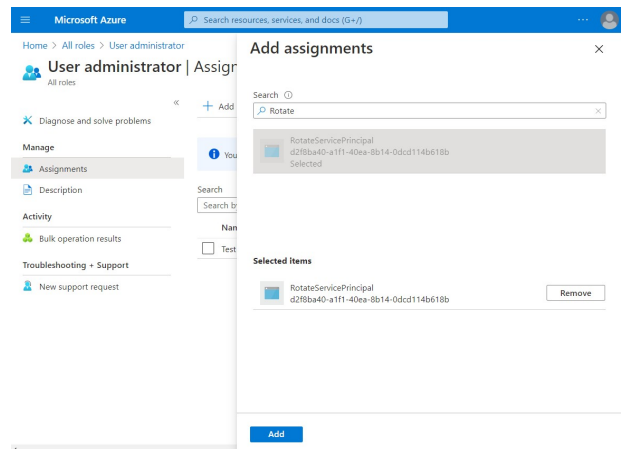 Microsoft Azure
Search resources, services, and docs (G+/)
...
Home > All roles > User administrator
User administrator | Assign
All roles
«
Diagnose and solve problems
Manage
Assignments
Description
Activity
Bulk operation results
Troubleshooting + Support
New support request
+ Add
You
Search
Search b
Nan
Test
Add assignments
Search
Rotate
RotateServicePrincipal
d2f8ba40-a1f1-40ea-8b14-0dcd114b618b
Selected
Selected items
RotateServicePrincipal
d2f8ba40-a1f1-40ea-8b14-0dcd114b618b
Remove
Add